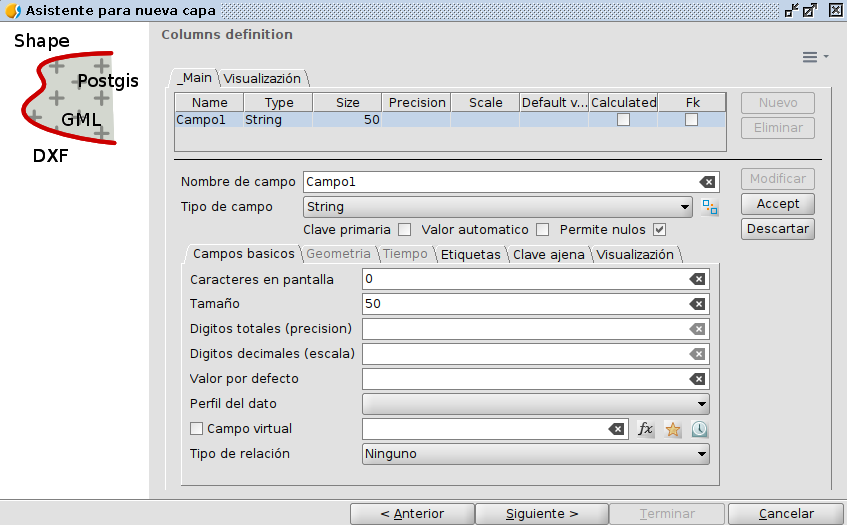 Asistente para nueva capa
Shape
Postgis
GML
DXF
Columns definition
_Main Visualización
Name Type Size Precision Scale Default v... Calculated Fk
Campo1 String 50
Nuevo
Eliminar
Nombre de campo Campo1
Tipo de campo String
Clave primaria Valor automatico Permite nulos
Modificar
Accept
Descartar
Campos basicos Geometria Tiempo Etiquetas Clave ajena Visualización
Caracteres en pantalla 0
Tamaño 50
Digitos totales (precision)
Digitos decimales (escala)
Valor por defecto
Perfil del dato
Campo virtual fx
Tipo de relación Ninguno
< Anterior Siguiente > Terminar Cancelar